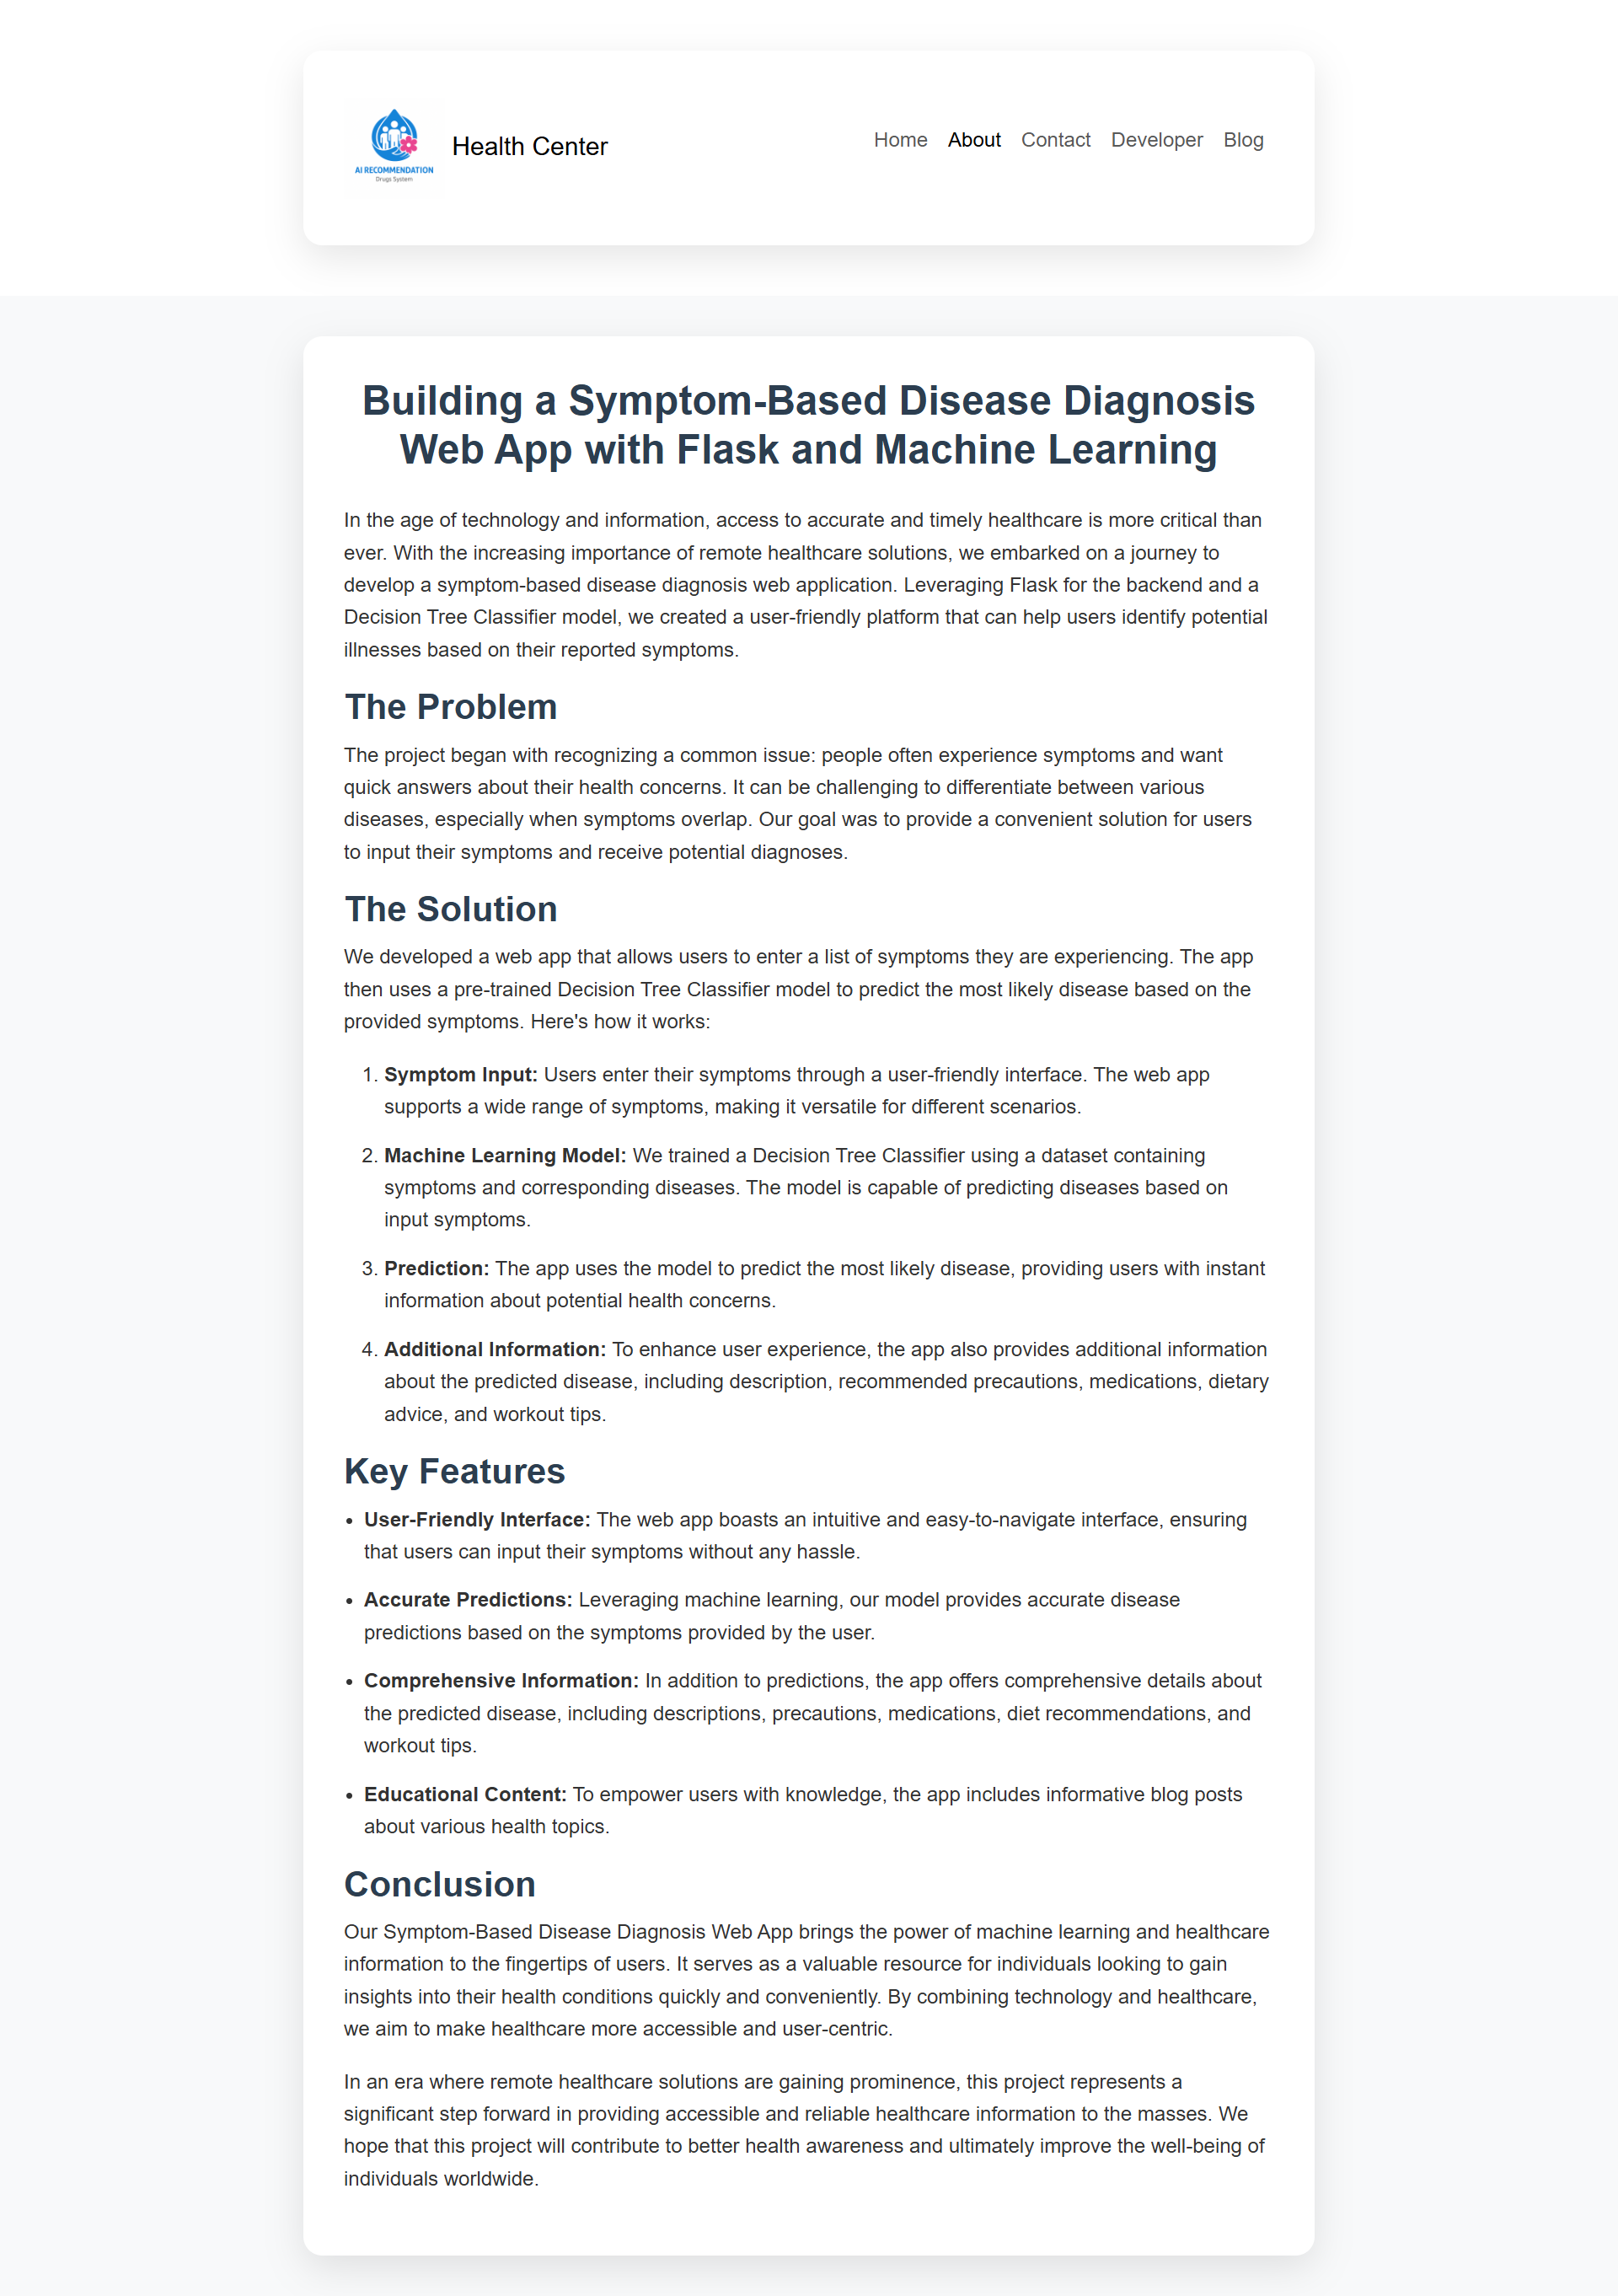 AI RECOMMENDATION
Drugs System
Health Center
Home About Contact Developer Blog
Building a Symptom-Based Disease Diagnosis
Web App with Flask and Machine Learning
In the age of technology and information, access to accurate and timely healthcare is more critical than
ever. With the increasing importance of remote healthcare solutions, we embarked on a journey to
develop a symptom-based disease diagnosis web application. Leveraging Flask for the backend and a
Decision Tree Classifier model, we created a user-friendly platform that can help users identify potential
illnesses based on their reported symptoms.
The Problem
The project began with recognizing a common issue: people often experience symptoms and want
quick answers about their health concerns. It can be challenging to differentiate between various
diseases, especially when symptoms overlap. Our goal was to provide a convenient solution for users
to input their symptoms and receive potential diagnoses.
The Solution
We developed a web app that allows users to enter a list of symptoms they are experiencing. The app
then uses a pre-trained Decision Tree Classifier model to predict the most likely disease based on the
provided symptoms. Here's how it works:
1. Symptom Input: Users enter their symptoms through a user-friendly interface. The web app
supports a wide range of symptoms, making it versatile for different scenarios.
2. Machine Learning Model: We trained a Decision Tree Classifier using a dataset containing
symptoms and corresponding diseases. The model is capable of predicting diseases based on
input symptoms.
3. Prediction: The app uses the model to predict the most likely disease, providing users with instant
information about potential health concerns.
4. Additional Information: To enhance user experience, the app also provides additional information
about the predicted disease, including description, recommended precautions, medications, dietary
advice, and workout tips.
Key Features
• User-Friendly Interface: The web app boasts an intuitive and easy-to-navigate interface, ensuring
that users can input their symptoms without any hassle.
• Accurate Predictions: Leveraging machine learning, our model provides accurate disease
predictions based on the symptoms provided by the user.
• Comprehensive Information: In addition to predictions, the app offers comprehensive details about
the predicted disease, including descriptions, precautions, medications, diet recommendations, and
workout tips.
• Educational Content: To empower users with knowledge, the app includes informative blog posts
about various health topics.
Conclusion
Our Symptom-Based Disease Diagnosis Web App brings the power of machine learning and healthcare
information to the fingertips of users. It serves as a valuable resource for individuals looking to gain
insights into their health conditions quickly and conveniently. By combining technology and healthcare,
we aim to make healthcare more accessible and user-centric.
In an era where remote healthcare solutions are gaining prominence, this project represents a
significant step forward in providing accessible and reliable healthcare information to the masses. We
hope that this project will contribute to better health awareness and ultimately improve the well-being of
individuals worldwide.